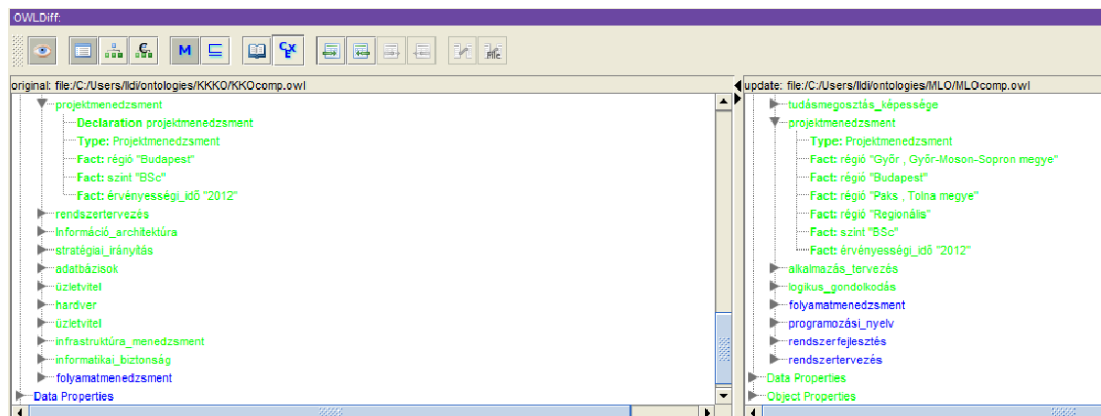 OWLDiff:
M
CEX
FIC
original: file:/C:/Users/Ildi/ontologies/KKKO/KKOcomp.owl
projektmenedzsment
Declaration projektmenedzsment
Type: Projektmenedzsment
Fact: régió "Budapest"
Fact: szint "BSc"
Fact: érvényességi_idő "2012"
rendszertervezés
Információ_architektúra
stratégiai_irányítás
adatbázisok
üzletvitel
hardver
üzletvitel
infrastruktúra_menedzsment
informatikai_biztonság
folyamatmenedzsment
Data Properties
update: file:/C:/Users/Ildi/ontologies/MLO/MLOcomp.owl
tudásmegosztás_képessége
projektmenedzsment
Type: Projektmenedzsment
Fact: régió "Győr , Győr-Moson-Sopron megye"
Fact: régió "Budapest"
Fact: régió "Paks , Tolna megye"
Fact: régió "Regionális"
Fact: szint "BSc"
Fact: érvényességi_idő "2012"
alkalmazás_tervezés
logikus_gondolkodás
folyamatmenedzsment
programozási_nyelv
rendszerfejlesztés
rendszertervezés
Data Properties
Object Properties